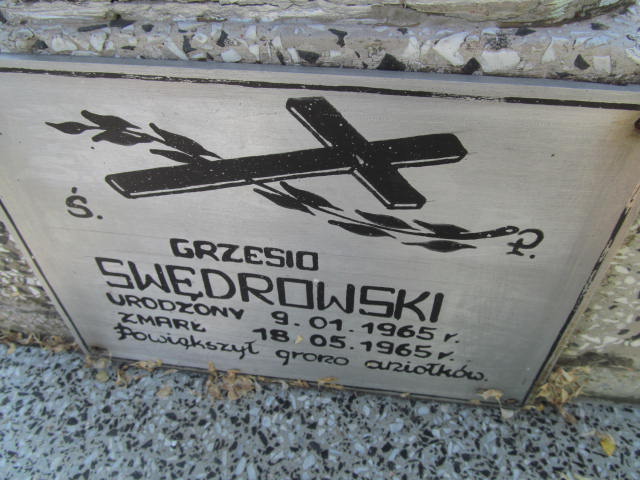 Ś. P.
GRZESIO
SWĘDROWSKI
URODZONY 9.01.1965 r.
ZMARŁ 18.05.1965 r.
Powiększył grono aniołków.